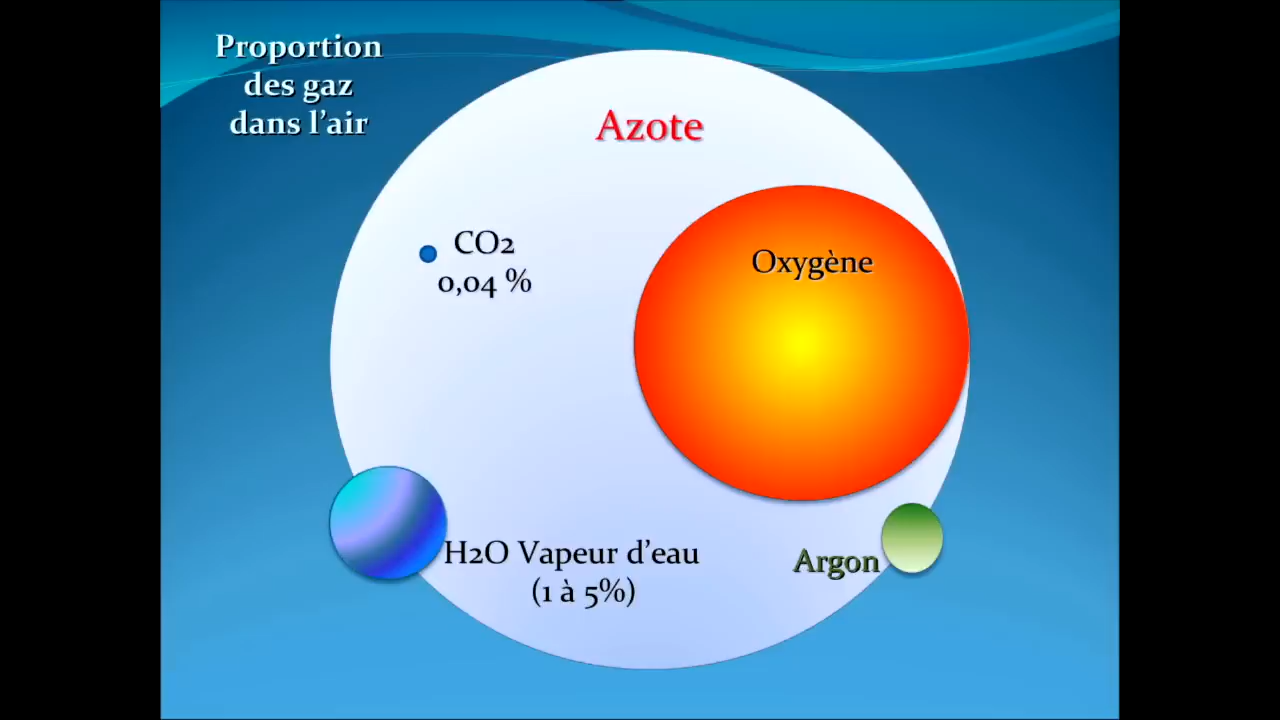 Proportion
des gaz
dans l’air
Azote
CO2
0,04 %
Oxygène
H2O Vapeur d’eau
(1 à 5%)
Argon